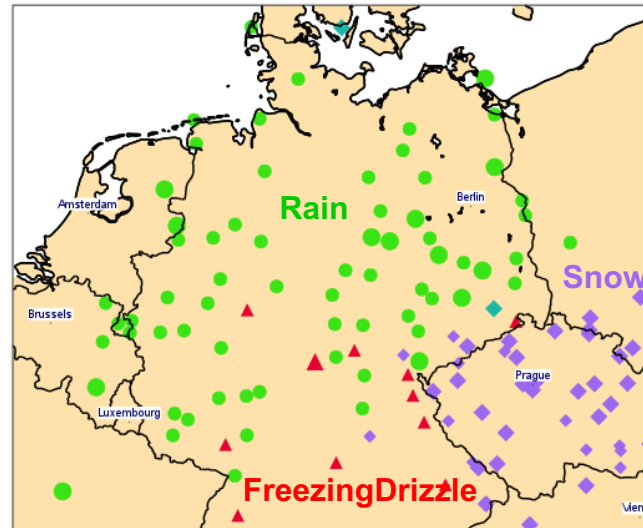 Amsterdam
Berlin
Rain
Snow
Brussels
Prague
Luxembourg
FreezingDrizzle